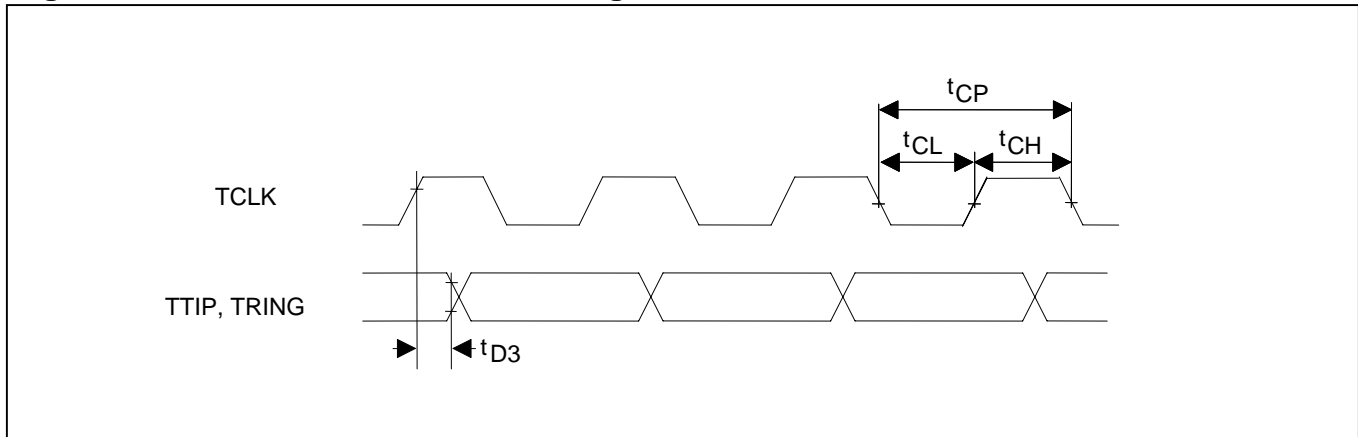 tCP
tCL
tCH
TCLK
TTIP, TRING
tD3